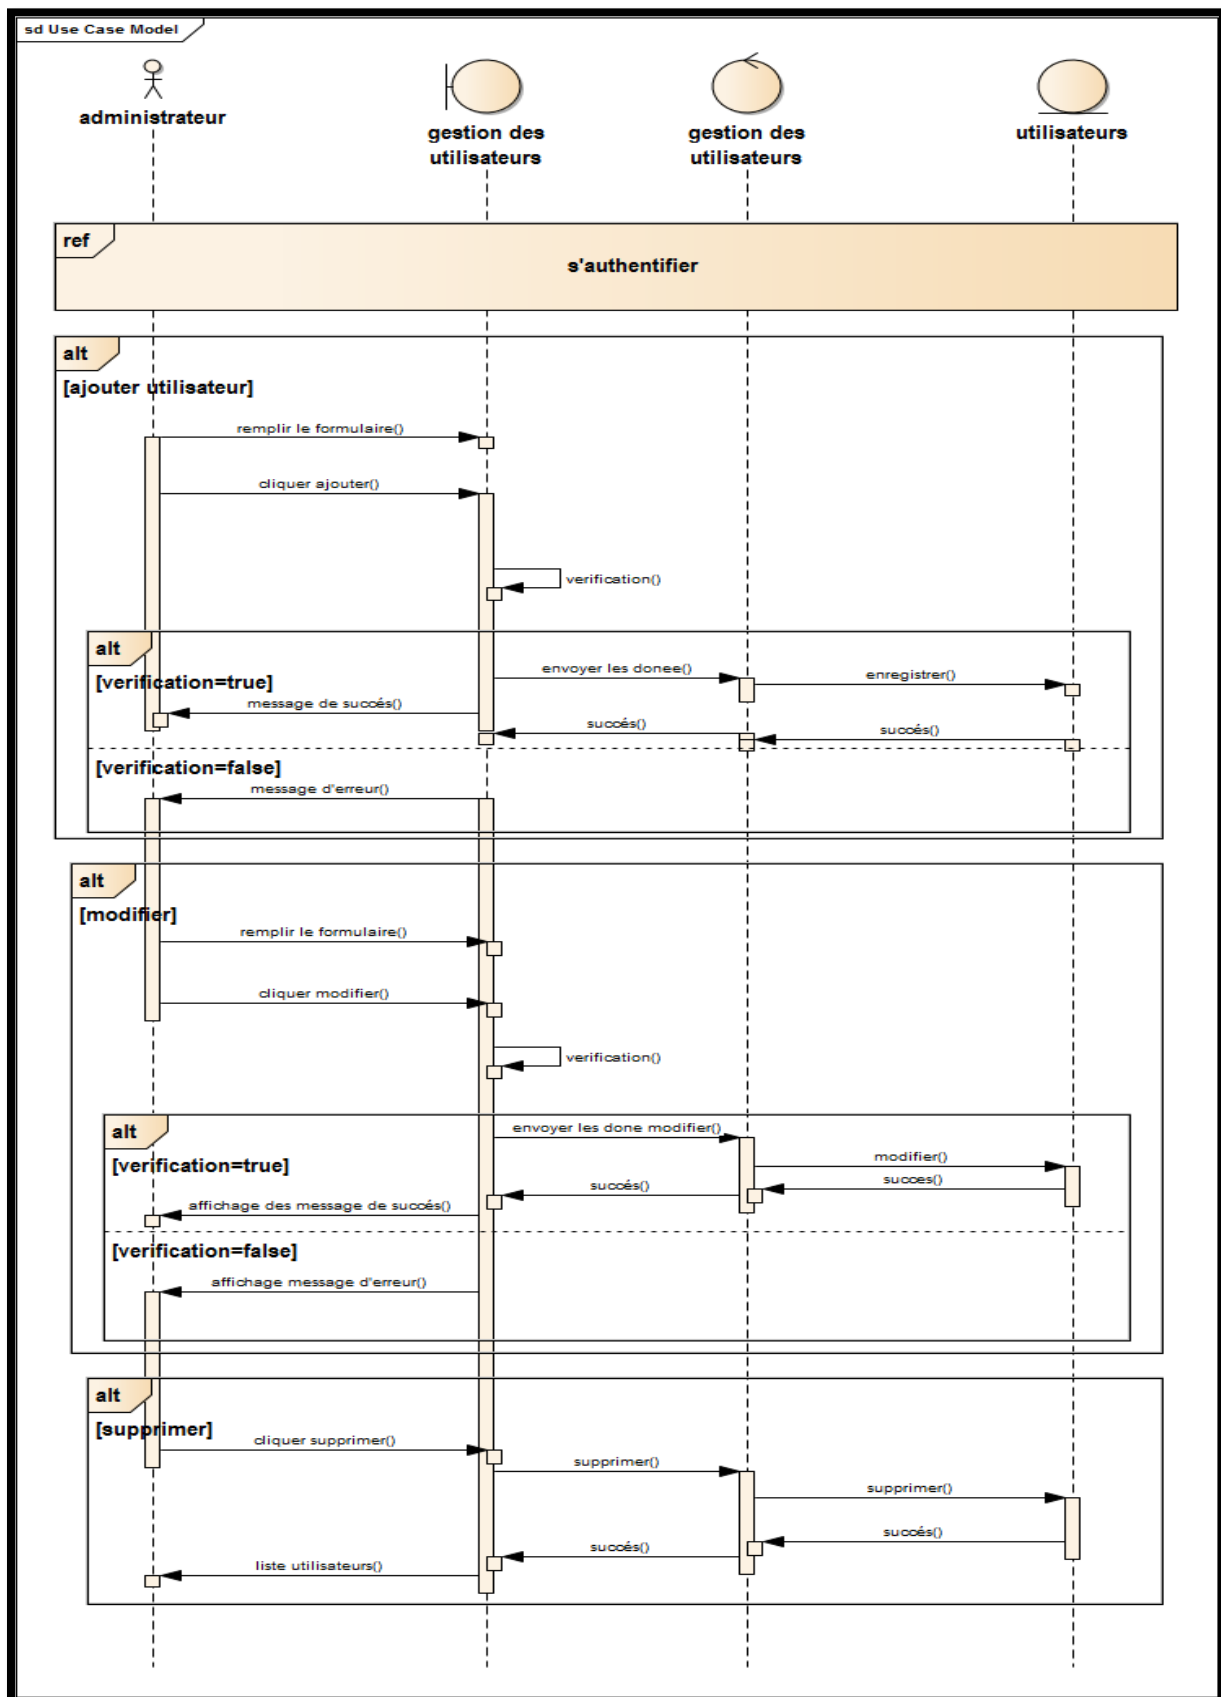 sd Use Case Model
administrateur
gestion des
utilisateurs
gestion des
utilisateurs
utilisateurs
ref
s'authentifier
alt
[ajouter utilisateur]
remplir le formulaire()
cliquer ajouter()
verification()
alt
[verification=true]
envoyer les donee()
enregistrer()
message de succés()
succés()
succés()
[verification=false]
message d'erreur()
alt
[modifier]
remplir le formulaire()
cliquer modifier()
verification()
alt
[verification=true]
envoyer les done modifier()
modifier()
succes()
succés()
affichage des message de succés()
[verification=false]
affichage message d'erreur()
alt
[supprimer]
cliquer supprimer()
supprimer()
supprimer()
succés()
succés()
liste utilisateurs()